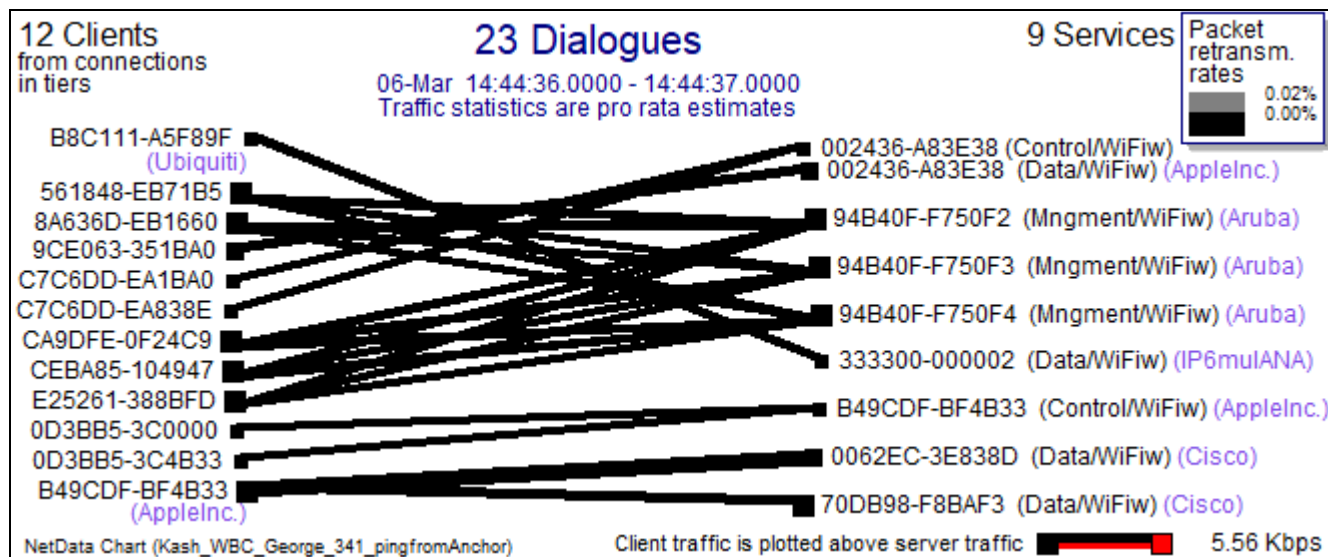 12 Clients
from connections
in tiers
23 Dialogues
06-Mar 14:44:36.0000 - 14:44:37.0000
Traffic statistics are pro rata estimates
9 Services
Packet
retransm.
rates
0.02%
0.00%
B8C111-A5F89F
(Ubiquiti)
561848-EB71B5
8A636D-EB1660
9CE063-351BA0
C7C6DD-EA1BA0
C7C6DD-EA838E
CA9DFE-0F24C9
CEBA85-104947
E25261-388BFD
0D3BB5-3C0000
0D3BB5-3C4B33
B49CDF-BF4B33
(AppleInc.)
002436-A83E38 (Control/WiFiw)
002436-A83E38 (Data/WiFiw) (AppleInc.)
94B40F-F750F2 (Mngment/WiFiw) (Aruba)
94B40F-F750F3 (Mngment/WiFiw) (Aruba)
94B40F-F750F4 (Mngment/WiFiw) (Aruba)
333300-000002 (Data/WiFiw) (IP6mulANA)
B49CDF-BF4B33 (Control/WiFiw) (AppleInc.)
0062EC-3E838D (Data/WiFiw) (Cisco)
70DB98-F8BAF3 (Data/WiFiw) (Cisco)
NetData Chart (Kash_WBC_George_341_pingfromAnchor)
Client traffic is plotted above server traffic
5.56 Kbps